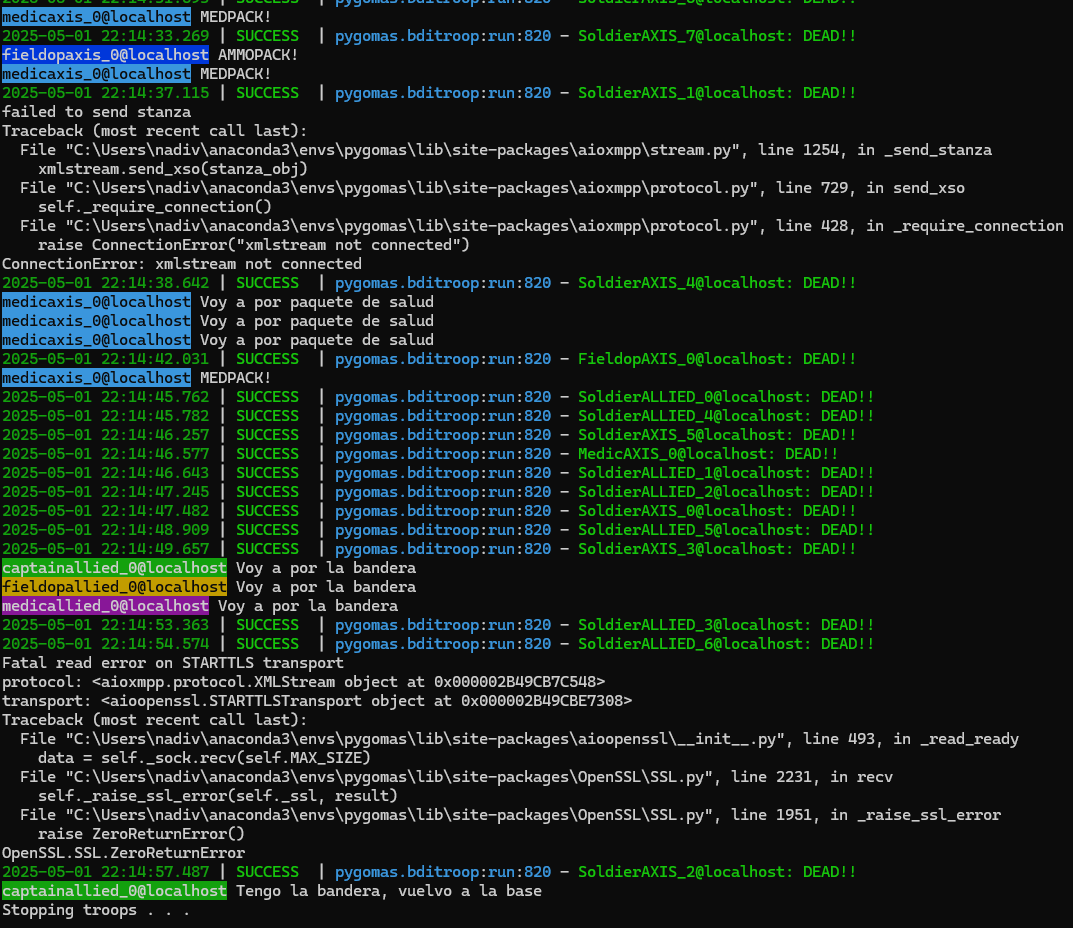 2025-05-01 22:14:31.693 | SUCCESS  | pygomas.bditroop:run:820 - SoldierAXIS_6@localhost: DEAD!!
medicaxis_0@localhost MEDPACK!
2025-05-01 22:14:33.269 | SUCCESS  | pygomas.bditroop:run:820 - SoldierAXIS_7@localhost: DEAD!!
fieldopaxis_0@localhost AMMOPACK!
medicaxis_0@localhost MEDPACK!
2025-05-01 22:14:37.115 | SUCCESS  | pygomas.bditroop:run:820 - SoldierAXIS_1@localhost: DEAD!!
failed to send stanza
Traceback (most recent call last):
  File "C:\Users\nadiv\anaconda3\envs\pygomas\lib\site-packages\aioxmpp\stream.py", line 1254, in _send_stanza
    xmlstream.send_xso(stanza_obj)
  File "C:\Users\nadiv\anaconda3\envs\pygomas\lib\site-packages\aioxmpp\protocol.py", line 729, in send_xso
    self._require_connection()
  File "C:\Users\nadiv\anaconda3\envs\pygomas\lib\site-packages\aioxmpp\protocol.py", line 428, in _require_connection
    raise ConnectionError("xmlstream not connected")
ConnectionError: xmlstream not connected
2025-05-01 22:14:38.642 | SUCCESS  | pygomas.bditroop:run:820 - SoldierAXIS_4@localhost: DEAD!!
medicaxis_0@localhost Voy a por paquete de salud
medicaxis_0@localhost Voy a por paquete de salud
medicaxis_0@localhost Voy a por paquete de salud
2025-05-01 22:14:42.031 | SUCCESS  | pygomas.bditroop:run:820 - FieldopAXIS_0@localhost: DEAD!!
medicaxis_0@localhost MEDPACK!
2025-05-01 22:14:45.762 | SUCCESS  | pygomas.bditroop:run:820 - SoldierALLIED_0@localhost: DEAD!!
2025-05-01 22:14:45.782 | SUCCESS  | pygomas.bditroop:run:820 - SoldierALLIED_4@localhost: DEAD!!
2025-05-01 22:14:46.257 | SUCCESS  | pygomas.bditroop:run:820 - SoldierAXIS_5@localhost: DEAD!!
2025-05-01 22:14:46.577 | SUCCESS  | pygomas.bditroop:run:820 - MedicAXIS_0@localhost: DEAD!!
2025-05-01 22:14:46.643 | SUCCESS  | pygomas.bditroop:run:820 - SoldierALLIED_1@localhost: DEAD!!
2025-05-01 22:14:47.245 | SUCCESS  | pygomas.bditroop:run:820 - SoldierALLIED_2@localhost: DEAD!!
2025-05-01 22:14:47.482 | SUCCESS  | pygomas.bditroop:run:820 - SoldierAXIS_0@localhost: DEAD!!
2025-05-01 22:14:48.909 | SUCCESS  | pygomas.bditroop:run:820 - SoldierALLIED_5@localhost: DEAD!!
2025-05-01 22:14:49.657 | SUCCESS  | pygomas.bditroop:run:820 - SoldierAXIS_3@localhost: DEAD!!
captainallied_0@localhost Voy a por la bandera
fieldopallied_0@localhost Voy a por la bandera
medicallied_0@localhost Voy a por la bandera
2025-05-01 22:14:53.363 | SUCCESS  | pygomas.bditroop:run:820 - SoldierALLIED_3@localhost: DEAD!!
2025-05-01 22:14:54.574 | SUCCESS  | pygomas.bditroop:run:820 - SoldierALLIED_6@localhost: DEAD!!
Fatal read error on STARTTLS transport
protocol: <aioxmpp.protocol.XMLStream object at 0x000002B49CB7C548>
transport: <aioopenssl.STARTTLSTransport object at 0x000002B49CBE7308>
Traceback (most recent call last):
  File "C:\Users\nadiv\anaconda3\envs\pygomas\lib\site-packages\aioopenssl\__init__.py", line 493, in _read_ready
    data = self._sock.recv(self.MAX_SIZE)
  File "C:\Users\nadiv\anaconda3\envs\pygomas\lib\site-packages\OpenSSL\SSL.py", line 2231, in recv
    self._raise_ssl_error(self._ssl, result)
  File "C:\Users\nadiv\anaconda3\envs\pygomas\lib\site-packages\OpenSSL\SSL.py", line 1951, in _raise_ssl_error
    raise ZeroReturnError()
OpenSSL.SSL.ZeroReturnError
2025-05-01 22:14:57.487 | SUCCESS  | pygomas.bditroop:run:820 - SoldierAXIS_2@localhost: DEAD!!
captainallied_0@localhost Tengo la bandera, vuelvo a la base
Stopping troops . . .